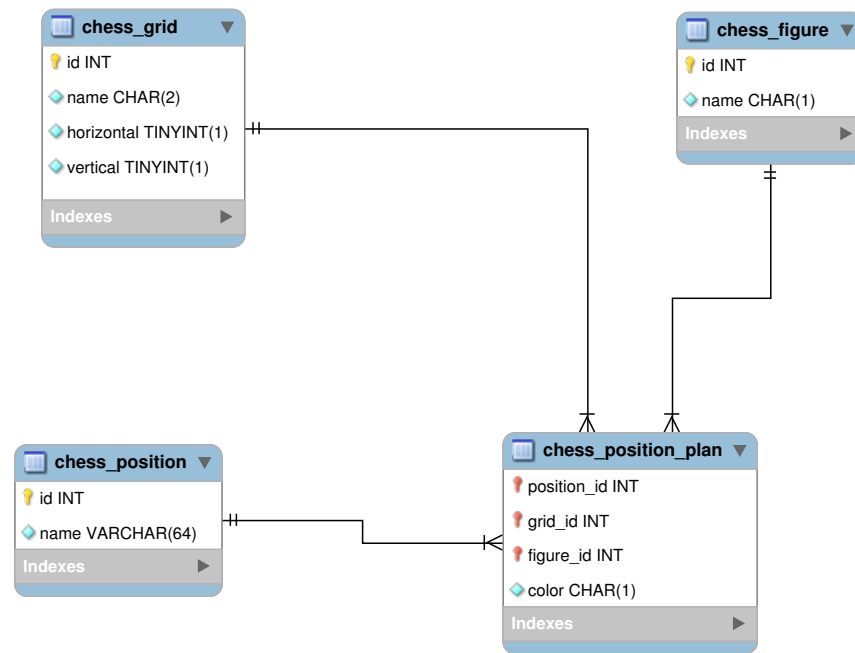 chess_grid
id INT
name CHAR(2)
horizontal TINYINT(1)
vertical TINYINT(1)
Indexes
chess_figure
id INT
name CHAR(1)
Indexes
chess_position
id INT
name VARCHAR(64)
Indexes
chess_position_plan
position_id INT
grid_id INT
figure_id INT
color CHAR(1)
Indexes